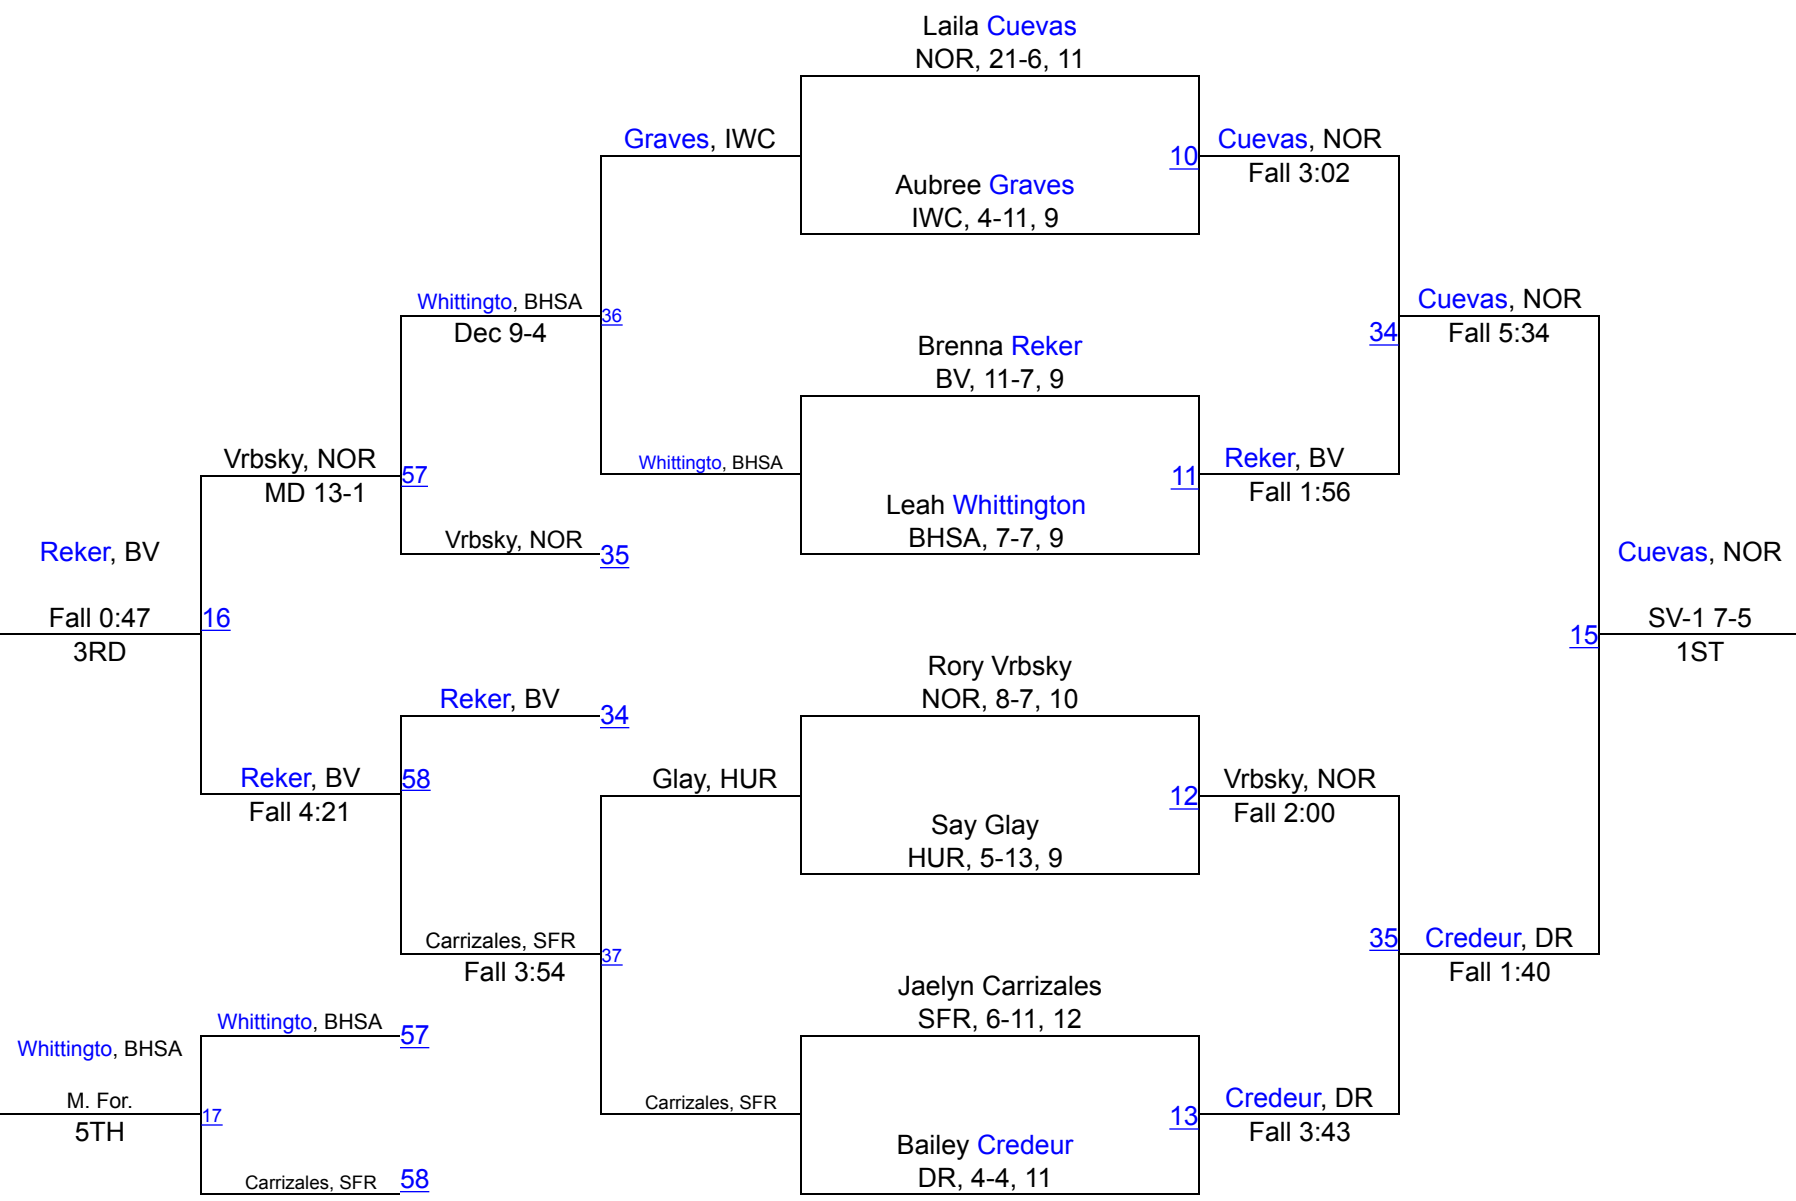 Laila Cuevas
NOR, 21-6, 11
Graves, IWC
10
Cuevas, NOR
Fall 3:02
Aubree Graves
IWC, 4-11, 9
Whittingto, BHSA
Dec 9-4
36
Cuevas, NOR
Fall 5:34
34
Brenna Reker
BV, 11-7, 9
Vrbsky, NOR
MD 13-1
57
Whittingto, BHSA
11
Reker, BV
Fall 1:56
Leah Whittington
BHSA, 7-7, 9
Vrbsky, NOR
35
Reker, BV
Fall 0:47
3RD
16
Cuevas, NOR
SV-1 7-5
1ST
15
Rory Vrbsky
NOR, 8-7, 10
Reker, BV
34
Reker, BV
Fall 4:21
58
Glay, HUR
12
Vrbsky, NOR
Fall 2:00
Say Glay
HUR, 5-13, 9
Carrizales, SFR
Fall 3:54
37
35
Credeur, DR
Fall 1:40
Jaelyn Carrizales
SFR, 6-11, 12
Whittingto, BHSA
57
Whittingto, BHSA
M. For.
5TH
17
Carrizales, SFR
13
Credeur, DR
Fall 3:43
Bailey Credeur
DR, 4-4, 11
Carrizales, SFR
58